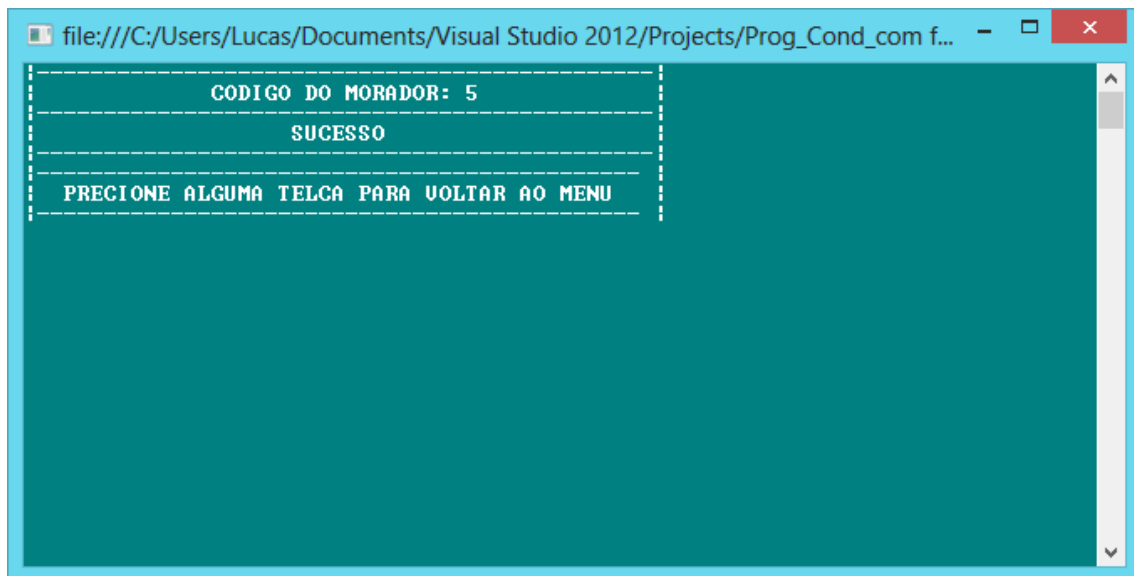 file:///C:/Users/Lucas/Documents/Visual Studio 2012/Projects/Prog_Cond_com f...
CODIGO DO MORADOR: 5
SUCESSO
PRECIONE ALGUMA TELCA PARA VOLTAR AO MENU